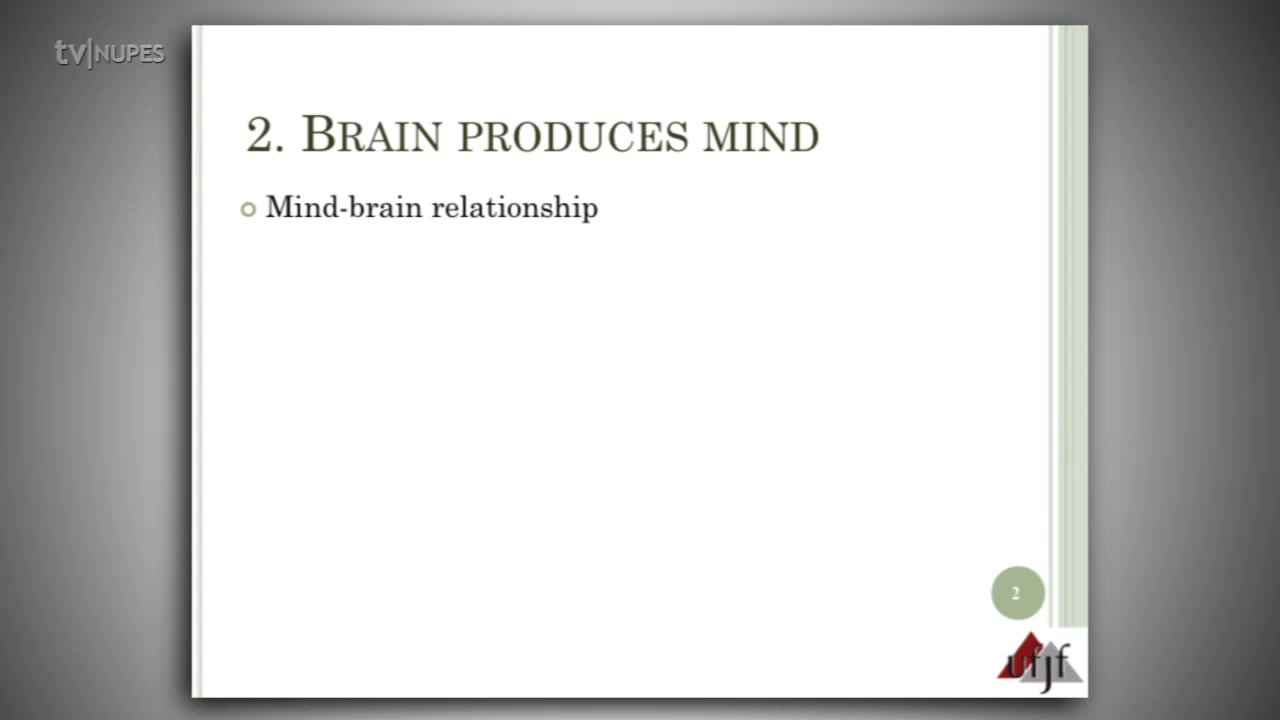 tv|NUPES
2. BRAIN PRODUCES MIND
Mind-brain relationship
2
ufjf